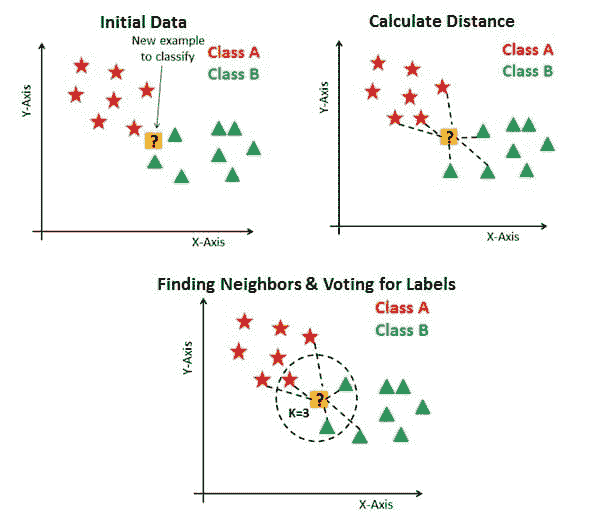 Initial Data
New example
to classify
Class A
Class B
?
Y-Axis
X-Axis
Calculate Distance
Class A
Class B
?
Y-Axis
X-Axis
Finding Neighbors & Voting for Labels
Class A
Class B
?
K=3
Y-Axis
X-Axis